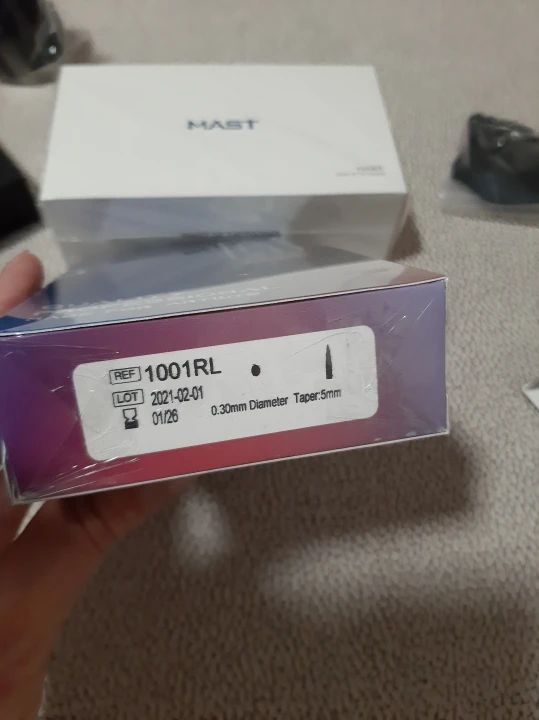 MAST
REF 1001RL
LOT 2021-02-01
01/26 0.30mm Diameter Taper:5mm